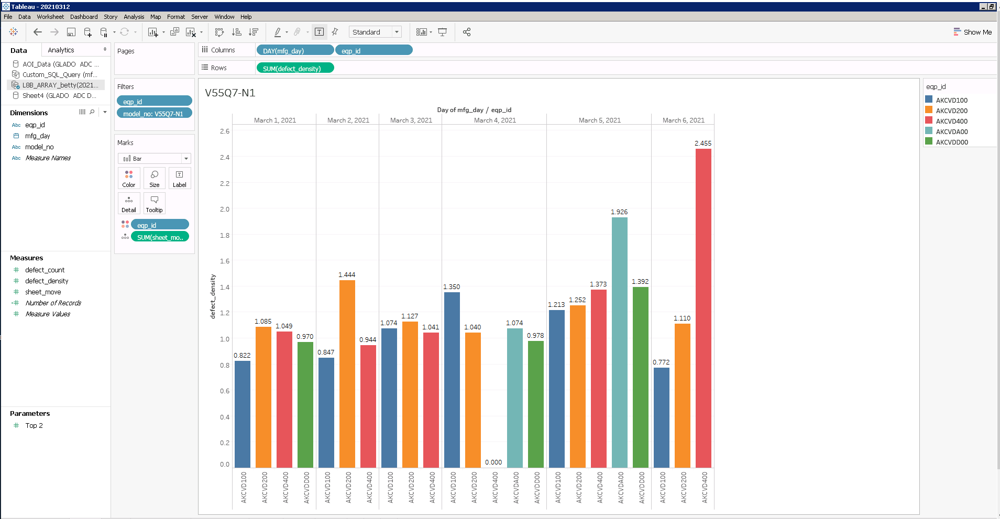 Tableau - 20210312
File Data Worksheet Dashboard Story Analysis Map Format Server Window Help
Standard
Show Me
Data
Analytics
AOI_Data (GLADO ADC ...
Custom_SQL_Query (mf...
L8B_ARRAY_betty(2021...
Sheet4 (GLADO ADC D...
Dimensions
Abc eqp_id
mfg_day
Abc model_no
Abc Measure Names
Measures
# defect_count
# defect_density
# sheet_move
=# Number of Records
# Measure Values
Parameters
# Top 2
Pages
Filters
eqp_id
model_no: V55Q7-N1
Marks
Bar
Color Size Label
Detail Tooltip
eqp_id
SUM(sheet_mo..
Columns DAY(mfg_day) eqp_id
Rows SUM(defect_density)
V55Q7-N1
Day of mfg_day / eqp_id
March 1, 2021 March 2, 2021 March 3, 2021 March 4, 2021 March 5, 2021 March 6, 2021
defect_density
2.6
2.4
2.2
2.0
1.8
1.6
1.4
1.2
1.0
0.8
0.6
0.4
0.2
0.0
0.822 1.085 1.049 0.970
0.847 1.444 0.944
1.074 1.127 1.041
1.350 1.040 0.000 1.074 0.978
1.213 1.252 1.373 1.926 1.392
0.772 1.110 2.455
AKCVD100 AKCVD200 AKCVD400 AKCVDD00
AKCVD100 AKCVD200 AKCVD400
AKCVD100 AKCVD200 AKCVD400
AKCVD100 AKCVD200 AKCVD400 AKCVDA00 AKCVDD00
AKCVD100 AKCVD200 AKCVD400 AKCVDA00 AKCVDD00
AKCVD100 AKCVD200 AKCVD400
eqp_id
AKCVD100
AKCVD200
AKCVD400
AKCVDA00
AKCVDD00